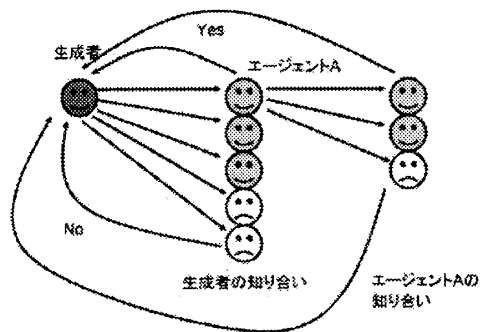 Yes
生成者
エージェントA
No
生成者の知り合い
エージェントAの
知り合い